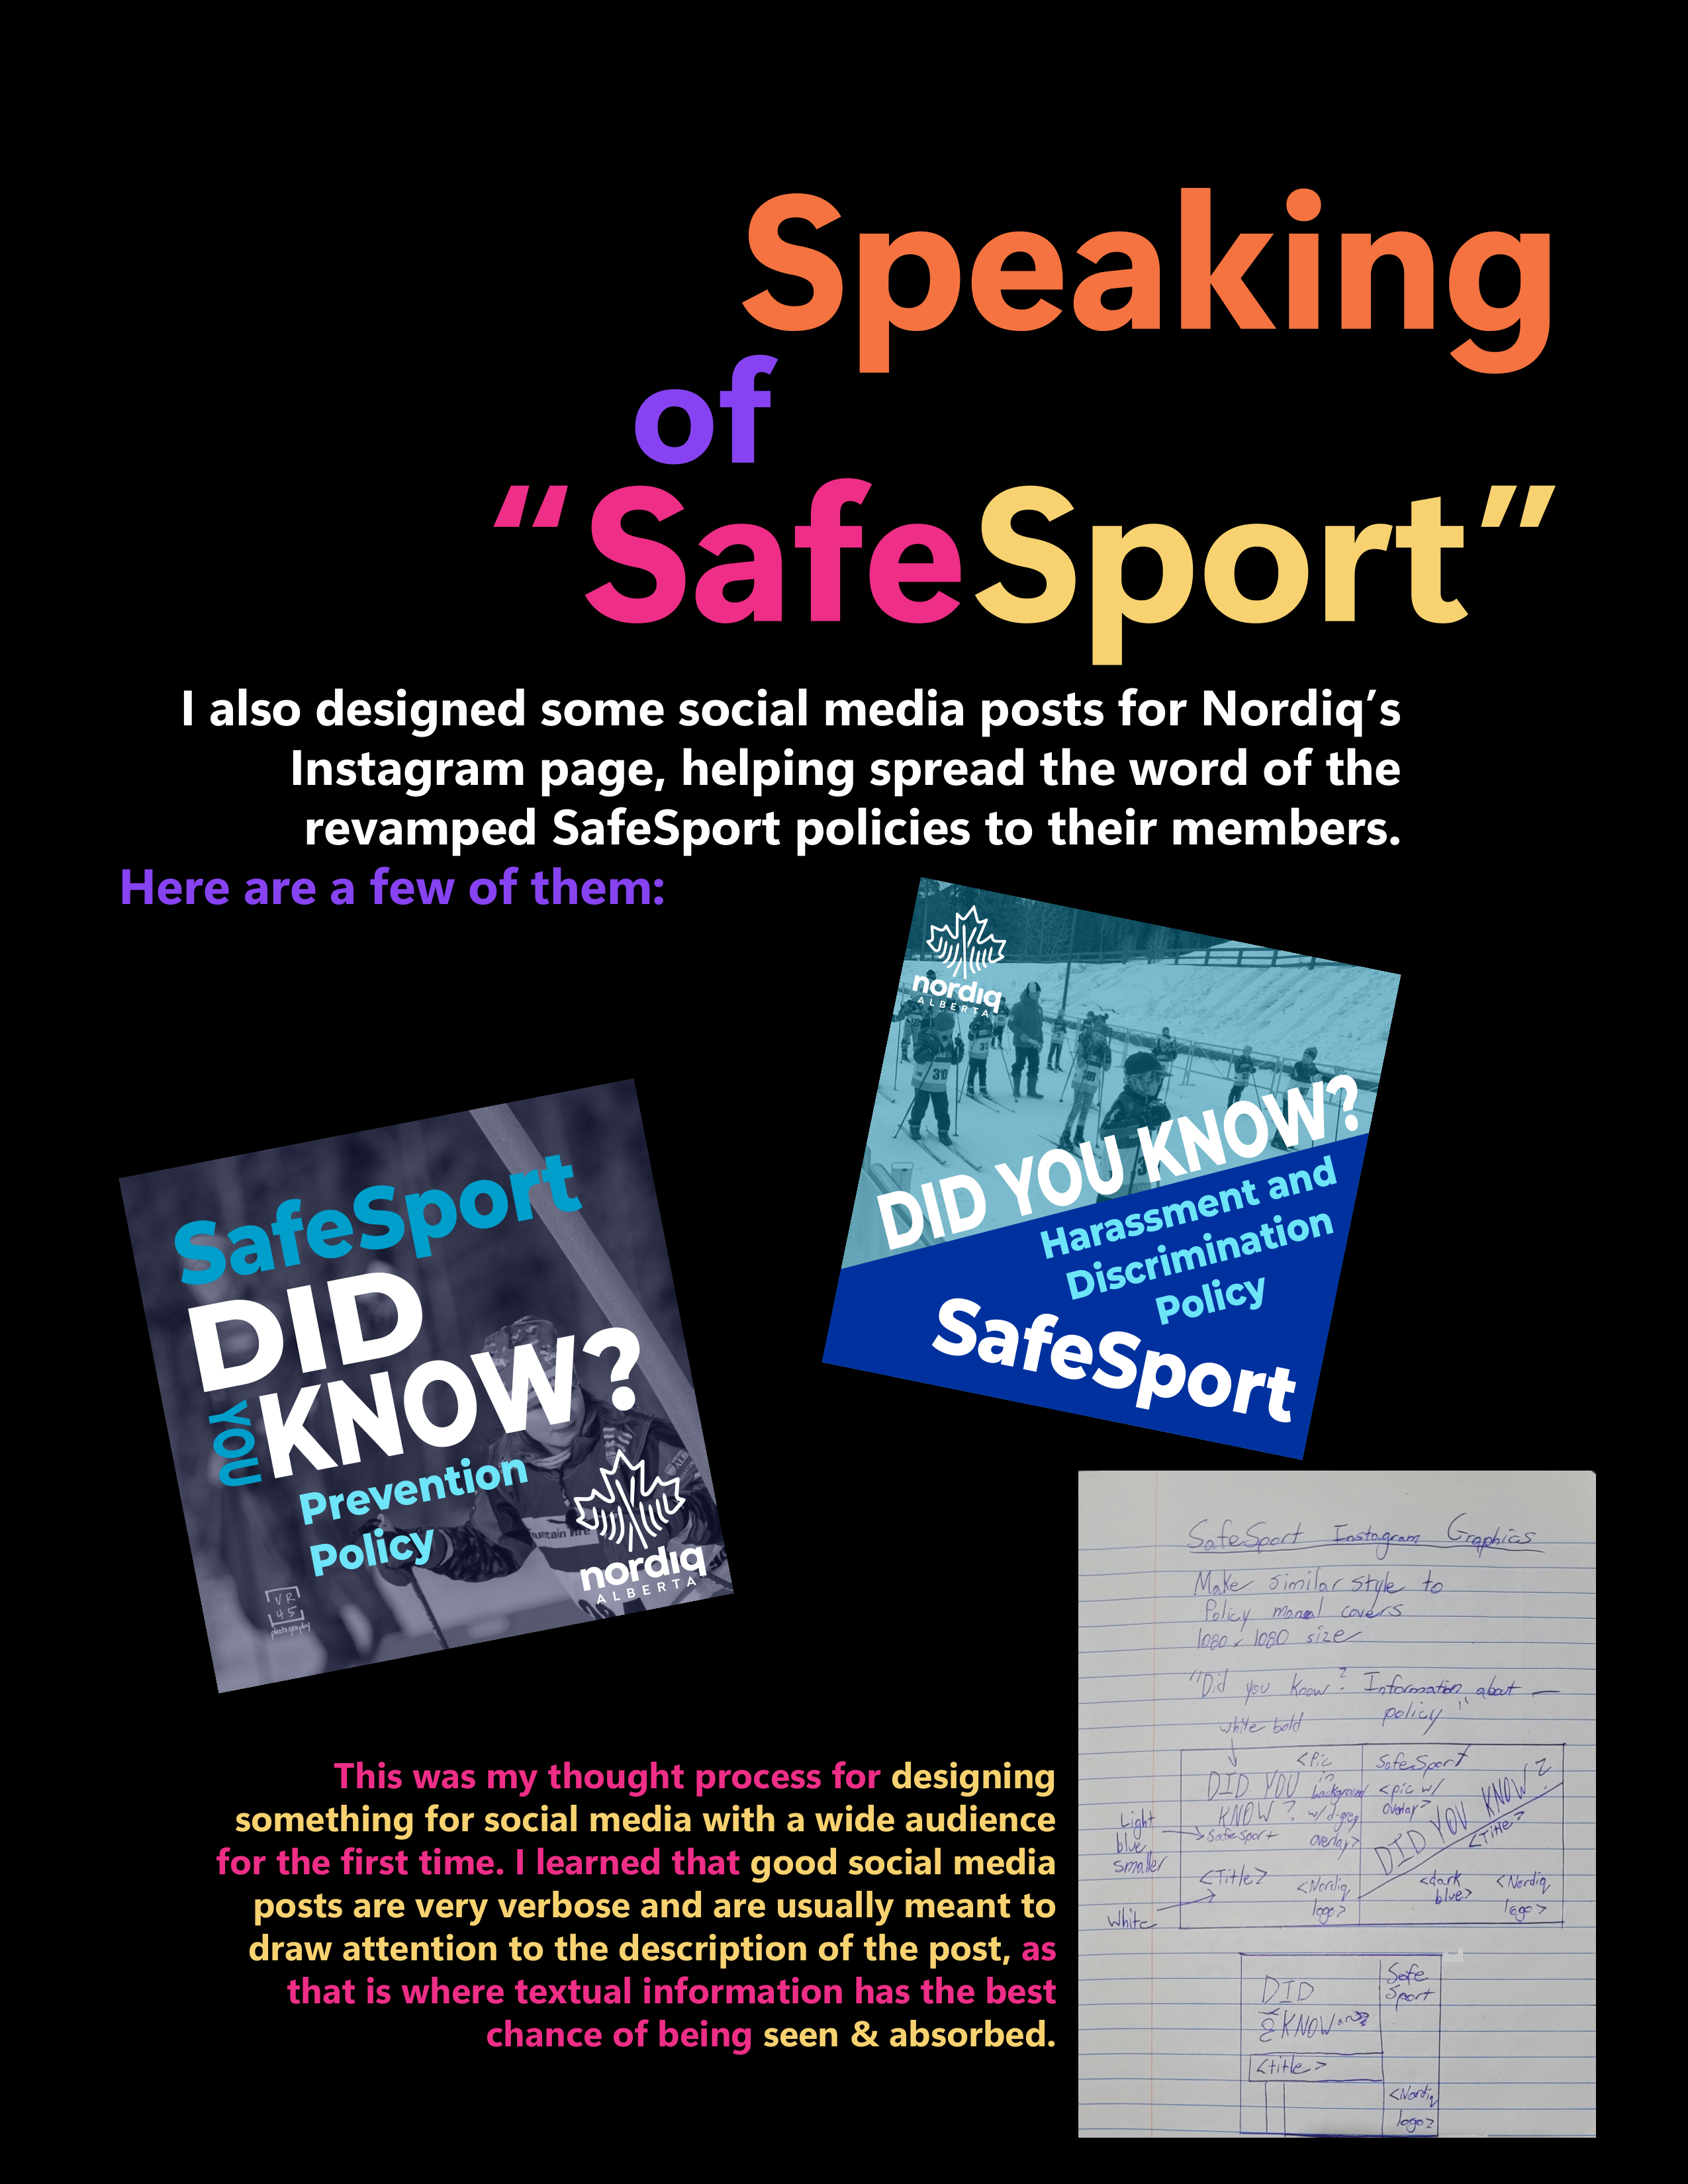 Speaking
of
“SafeSport”
I also designed some social media posts for Nordiq’s
Instagram page, helping spread the word of the
revamped SafeSport policies to their members.
Here are a few of them:
nordiq
ALBERTA
310
DID YOU KNOW?
Harassment and
Discrimination
Policy
SafeSport
SafeSport
DID
YOU
KNOW?
Prevention
Policy
nordiq
ALBERTA
VR
45
photography
SafeSport Instagram Graphics
Make similar style to
Policy manual covers
1080 x 1080 size
"Did you know? Information about —
policy"
white bold
<Pic
in
background
w/ d-grey
overlay>
DID YOU
KNOW?
SafeSport
Light
blue
smaller
<Title>
White
<Nordiq
logo>
SafeSport
<pic w/
overlay>
DID YOU KNOW?
<Title>
<dark
blue>
<Nordiq
logo>
DID
KNOW
<title>
Safe
Sport
<Nordiq
logo>
This was my thought process for designing
something for social media with a wide audience
for the first time. I learned that good social media
posts are very verbose and are usually meant to
draw attention to the description of the post, as
that is where textual information has the best
chance of being seen & absorbed.